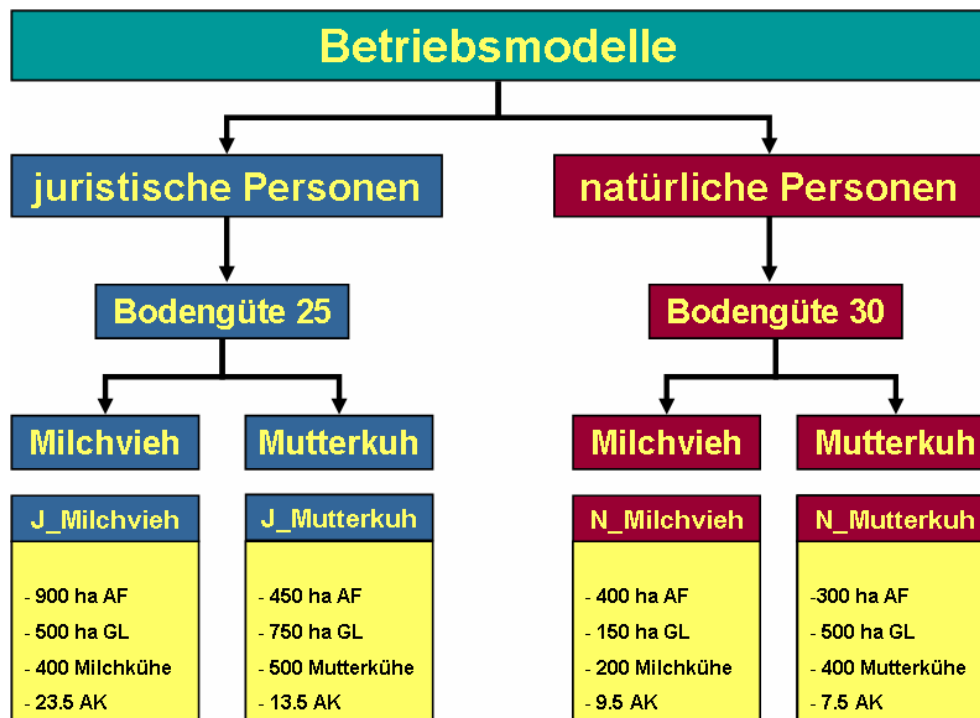 Betriebsmodelle
juristische Personen
natürliche Personen
Bodengüte 25
Bodengüte 30
Milchvieh
Mutterkuh
Milchvieh
Mutterkuh
J_Milchvieh
- 900 ha AF
- 500 ha GL
- 400 Milchkühe
- 23.5 AK
J_Mutterkuh
- 450 ha AF
- 750 ha GL
- 500 Mutterkühe
- 13.5 AK
N_Milchvieh
- 400 ha AF
- 150 ha GL
- 200 Milchkühe
- 9.5 AK
N_Mutterkuh
-300 ha AF
- 500 ha GL
- 400 Mutterkühe
- 7.5 AK